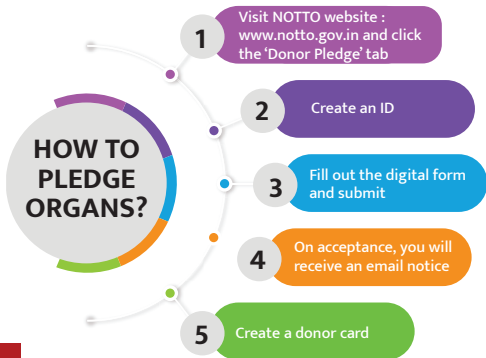 HOW TO
PLEDGE
ORGANS?
1
Visit NOTTO website :
www.notto.gov.in and click
the ‘Donor Pledge’ tab
2
Create an ID
3
Fill out the digital form
and submit
4
On acceptance, you will
receive an email notice
5
Create a donor card